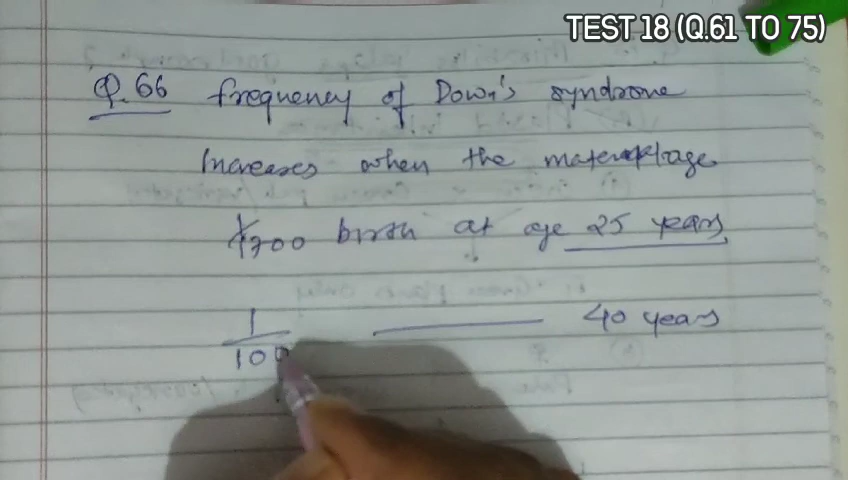 TEST 18 (Q.61 TO 75)
Q.66 frequency of Down's syndrome
Increases when the maternal age
1/700 birth at age 25 years
1/100 40 years